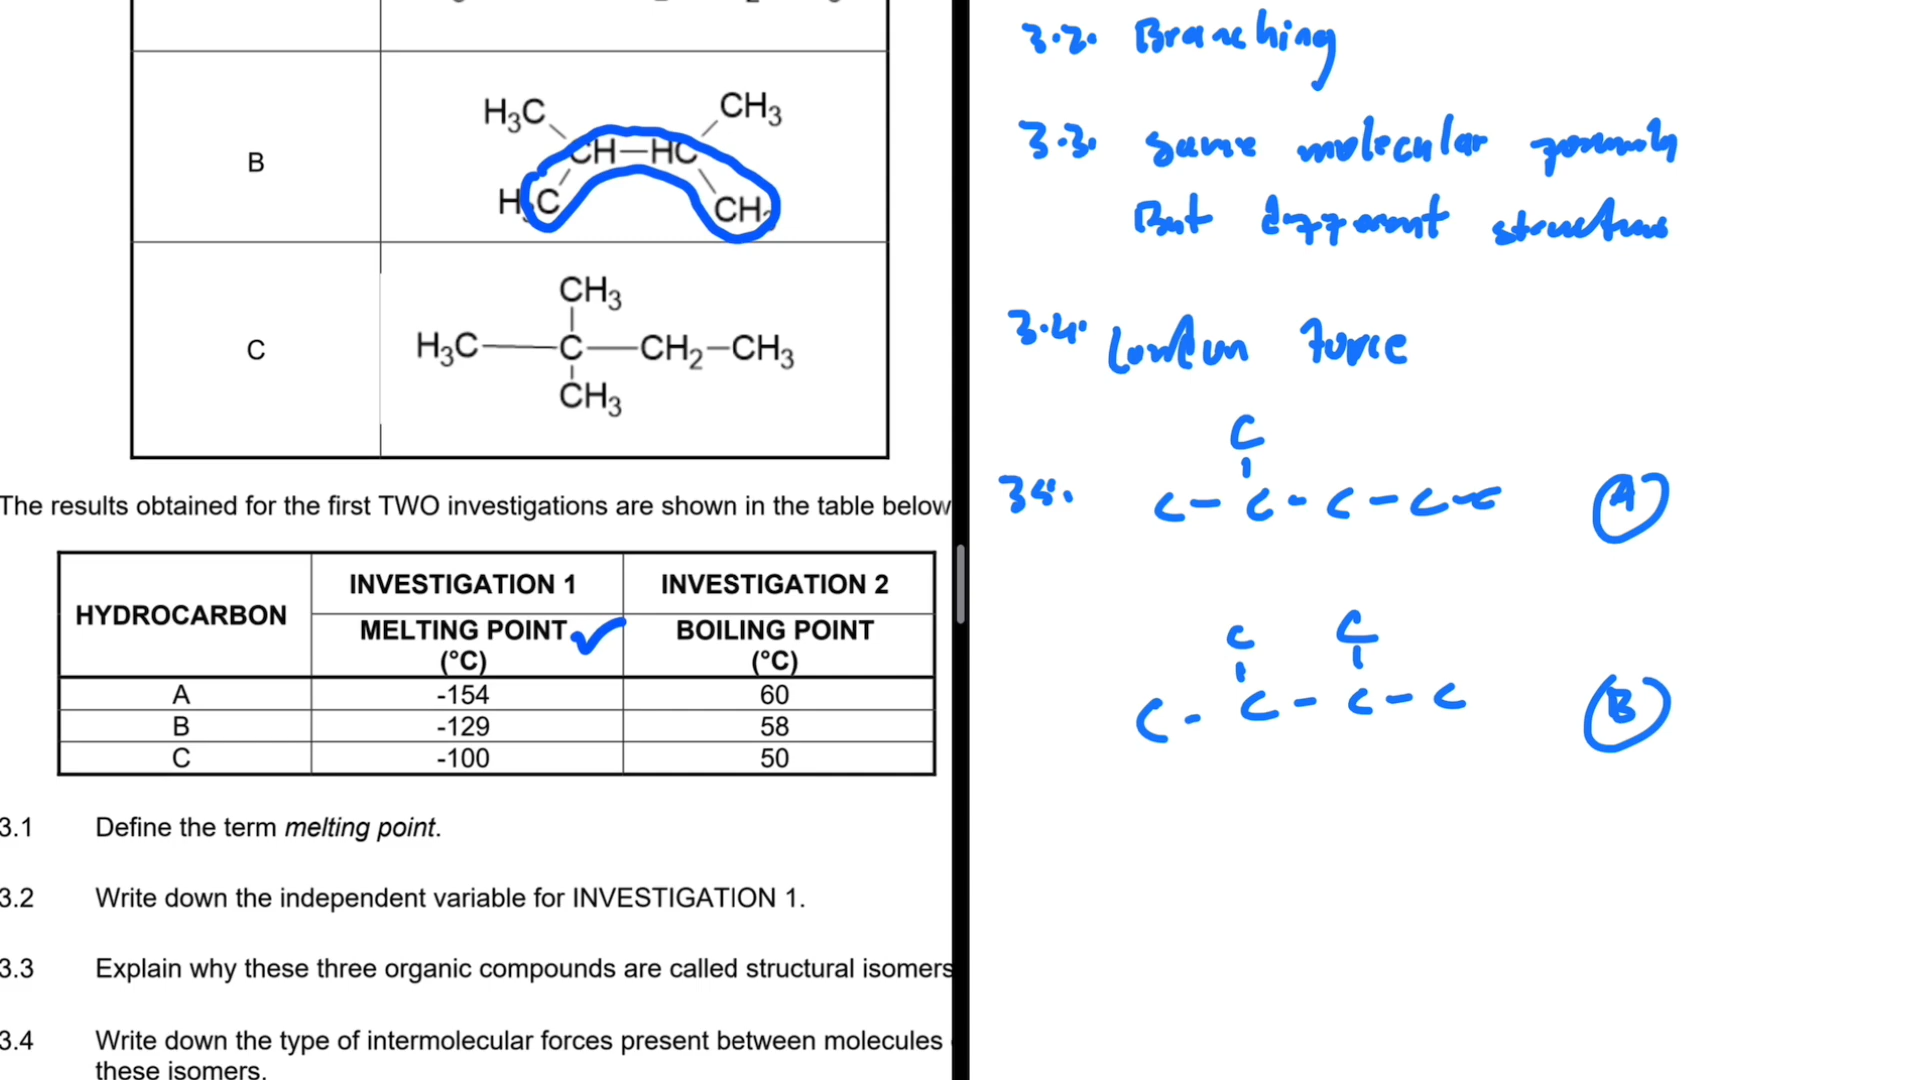 B
H₃C CH₃
CH—HC
H₃C CH₃
C
CH₃
H₃C—C—CH₂–CH₃
CH₃
The results obtained for the first TWO investigations are shown in the table below
HYDROCARBON
INVESTIGATION 1 INVESTIGATION 2
MELTING POINT BOILING POINT
(°C) (°C)
A -154 60
B -129 58
C -100 50
3.1 Define the term melting point.
3.2 Write down the independent variable for INVESTIGATION 1.
3.3 Explain why these three organic compounds are called structural isomers
3.4 Write down the type of intermolecular forces present between molecules
these isomers.
3.2. Branching
3.3. Same molecular
But different structures
3.4. London Force
C
3.5. C - C - C - C - C A
C C
C - C - C - C B